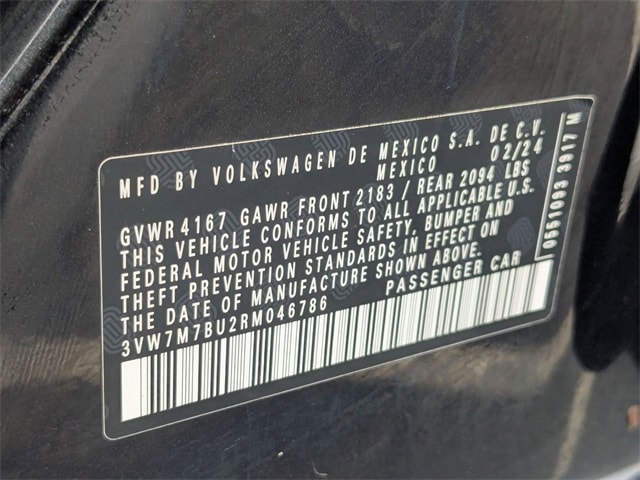 MFD BY VOLKSWAGEN DE MEXICO S.A. DE C.V.
MEXICO 02/24
GVWR 4167 GAWR FRONT 2183 / REAR 2094 LBS
THIS VEHICLE CONFORMS TO ALL APPLICABLE U.S.
FEDERAL MOTOR VEHICLE SAFETY, BUMPER AND
THEFT PREVENTION STANDARDS IN EFFECT ON
THE DATE OF MANUFACTURE SHOWN ABOVE.
3VW7M7BU2RM046786 PASSENGER CAR
0551093 3917 M